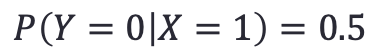 P(Y = 0|X = 1) = 0.5